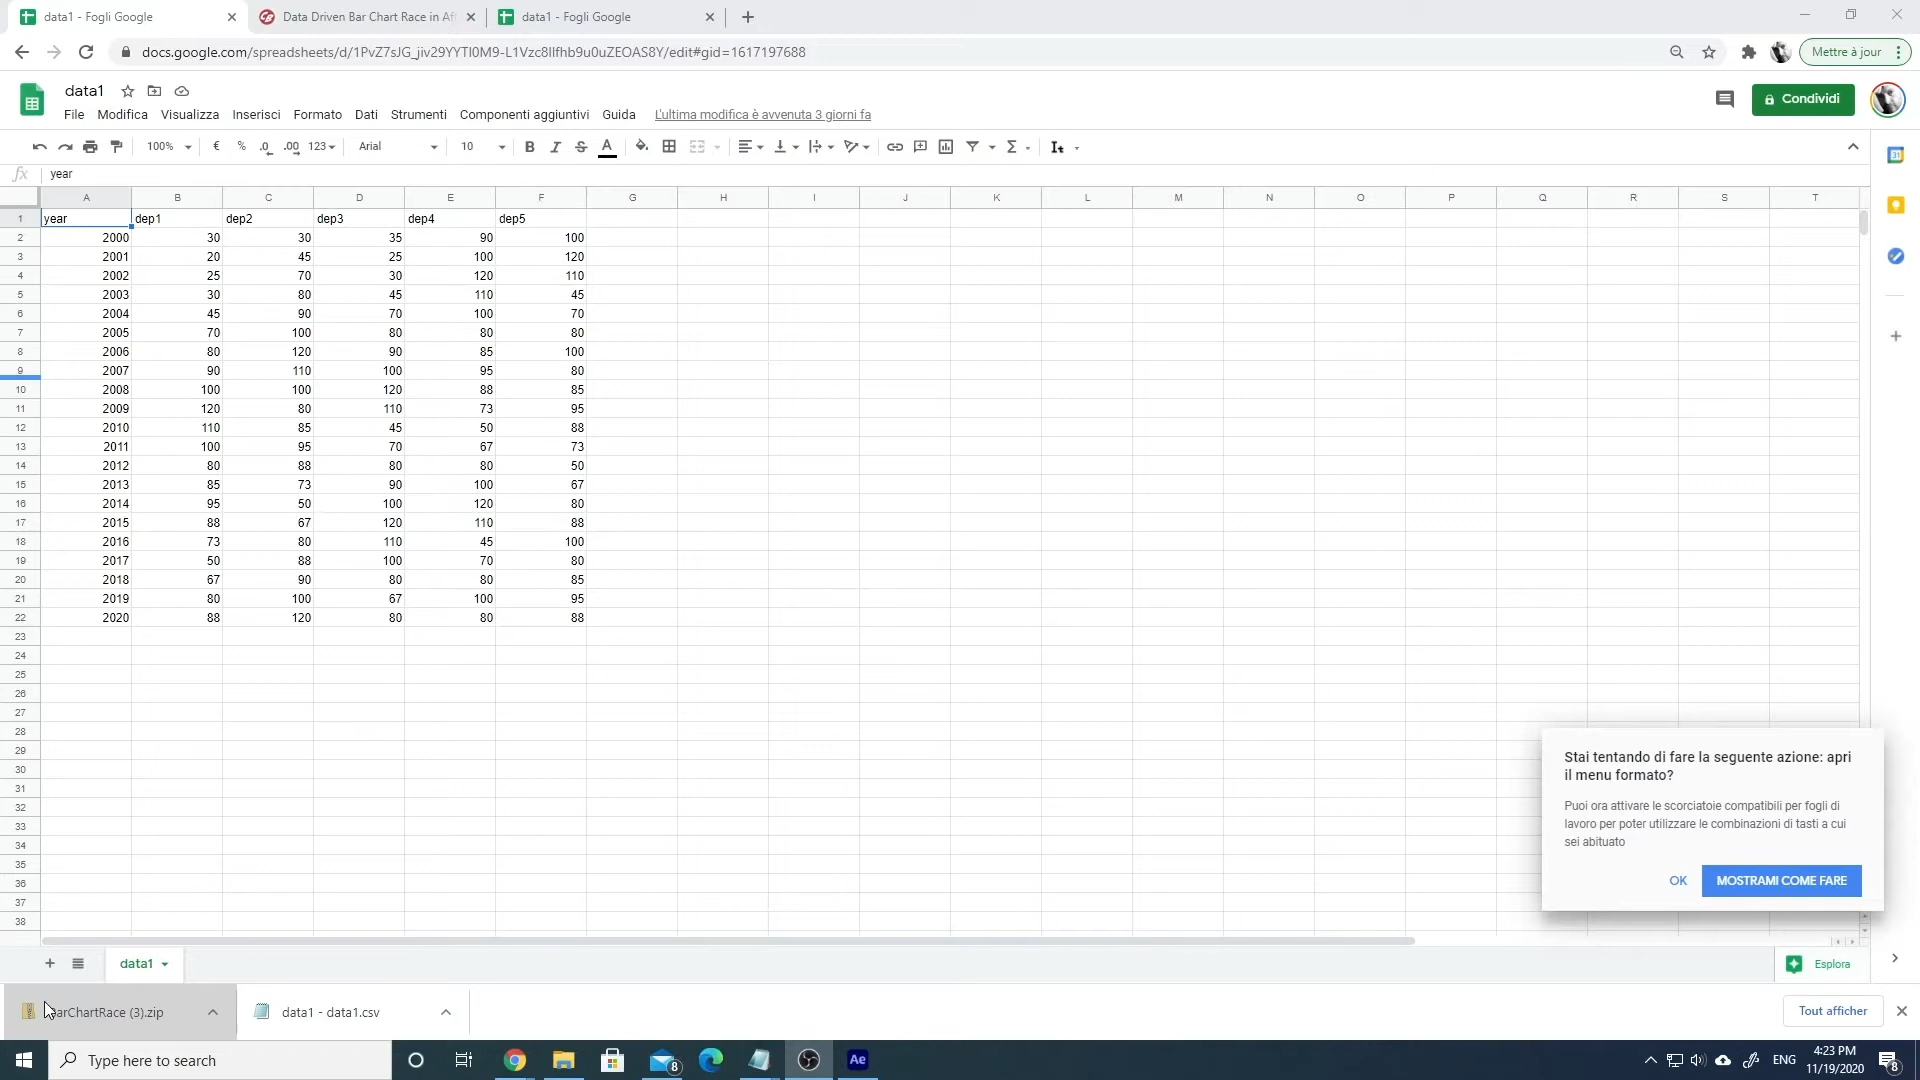 data1 - Fogli Google
Data Driven Bar Chart Race in Aft
data1 - Fogli Google
docs.google.com/spreadsheets/d/1PvZ7sJG_jiv29YYTI0M9-L1Vzc8Ilfhb9u0uZEOAS8Y/edit#gid=1617197688
Mettre à jour
data1
File Modifica Visualizza Inserisci Formato Dati Strumenti Componenti aggiuntivi Guida L'ultima modifica è avvenuta 3 giorni fa
Condividi
100% € % .0 .00 123 Arial 10 B I S A
fx year
A B C D E F G H I J K L M N O P Q R S T
1 year dep1 dep2 dep3 dep4 dep5
2 2000 30 30 35 90 100
3 2001 20 45 25 100 120
4 2002 25 70 30 120 110
5 2003 30 80 45 110 45
6 2004 45 90 70 100 70
7 2005 70 100 80 80 80
8 2006 80 120 90 85 100
9 2007 90 110 100 95 80
10 2008 100 100 120 88 85
11 2009 120 80 110 73 95
12 2010 110 85 45 50 88
13 2011 100 95 70 67 73
14 2012 80 88 80 80 50
15 2013 85 73 90 100 67
16 2014 95 50 100 120 80
17 2015 88 67 120 110 88
18 2016 73 80 110 45 100
19 2017 50 88 100 70 80
20 2018 67 90 80 80 85
21 2019 80 100 67 100 95
22 2020 88 120 80 80 88
23
24
25
26
27
28
29
30
31
32
33
34
35
36
37
38
Stai tentando di fare la seguente azione: apri
il menu formato?
Puoi ora attivare le scorciatoie compatibili per fogli di
lavoro per poter utilizzare le combinazioni di tasti a cui
sei abituato
OK MOSTRAMI COME FARE
data1
Esplora
arChartRace (3).zip
data1 - data1.csv
Tout afficher
Type here to search
8
Ae
ENG
4:23 PM
11/19/2020
8